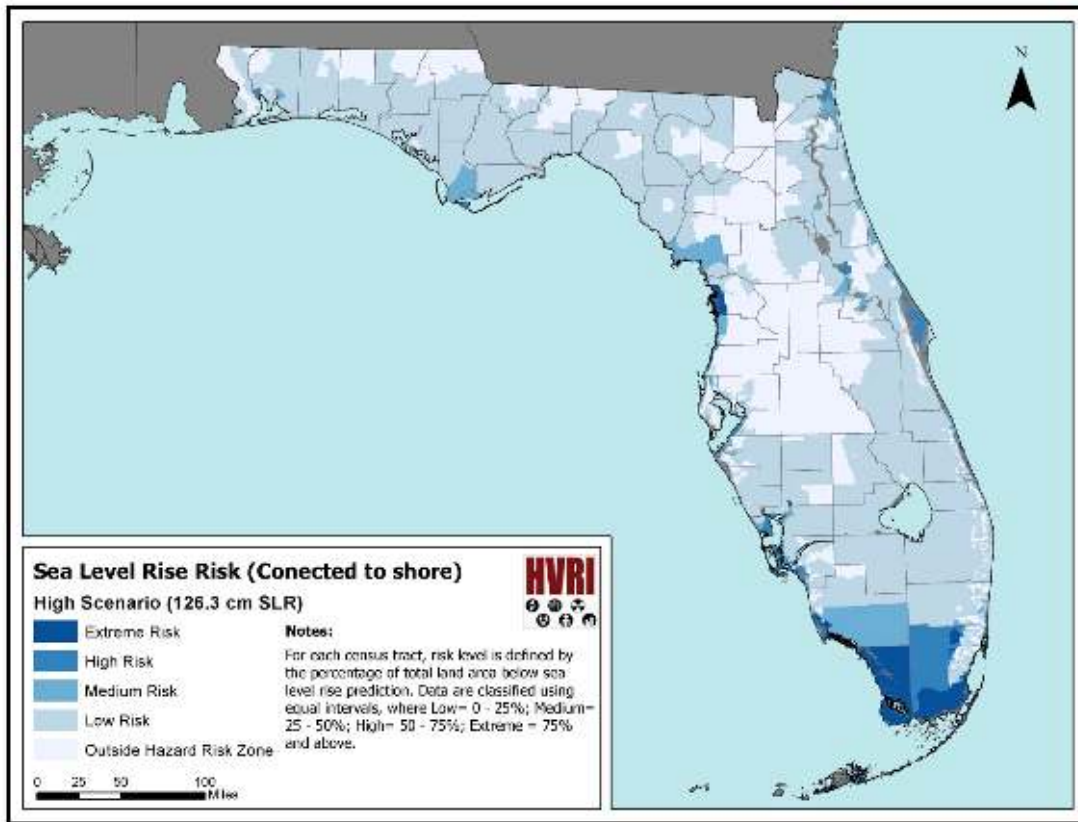 N
Sea Level Rise Risk (Conected to shore)
High Scenario (126.3 cm SLR)
Extreme Risk
High Risk
Medium Risk
Low Risk
Outside Hazard Risk Zone
0 25 50 100
Miles
HVRI
Notes:
For each census tract, risk level is defined by
the percentage of total land area below sea
level rise prediction. Data are classified using
equal intervals, where Low= 0 - 25%; Medium=
25 - 50%; High= 50 - 75%; Extreme = 75%
and above.